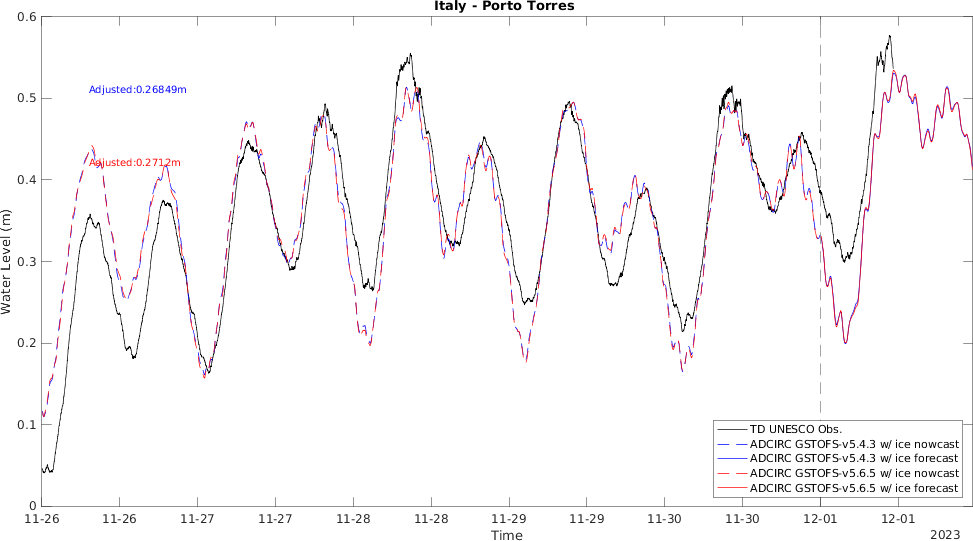 Italy - Porto Torres
0.6
0.5
0.4
0.3
0.2
0.1
0
Water Level (m)
Adjusted:0.26849m
Adjusted:0.2712m
TD UNESCO Obs.
ADCIRC GSTOFS-v5.4.3 w/ ice nowcast
ADCIRC GSTOFS-v5.4.3 w/ ice forecast
ADCIRC GSTOFS-v5.6.5 w/ ice nowcast
ADCIRC GSTOFS-v5.6.5 w/ ice forecast
11-26 11-26 11-27 11-27 11-28 11-28 11-29 11-29 11-30 11-30 12-01 12-01
Time
2023